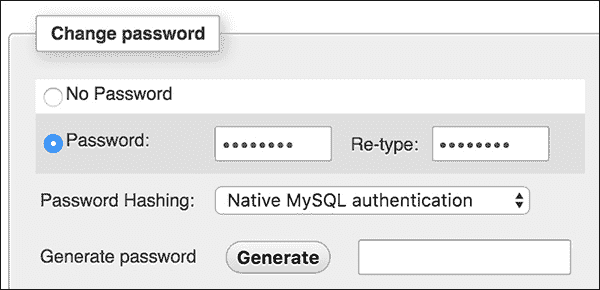 Change password
No Password
Password: •••••••• Re-type: ••••••••
Password Hashing: Native MySQL authentication
Generate password Generate